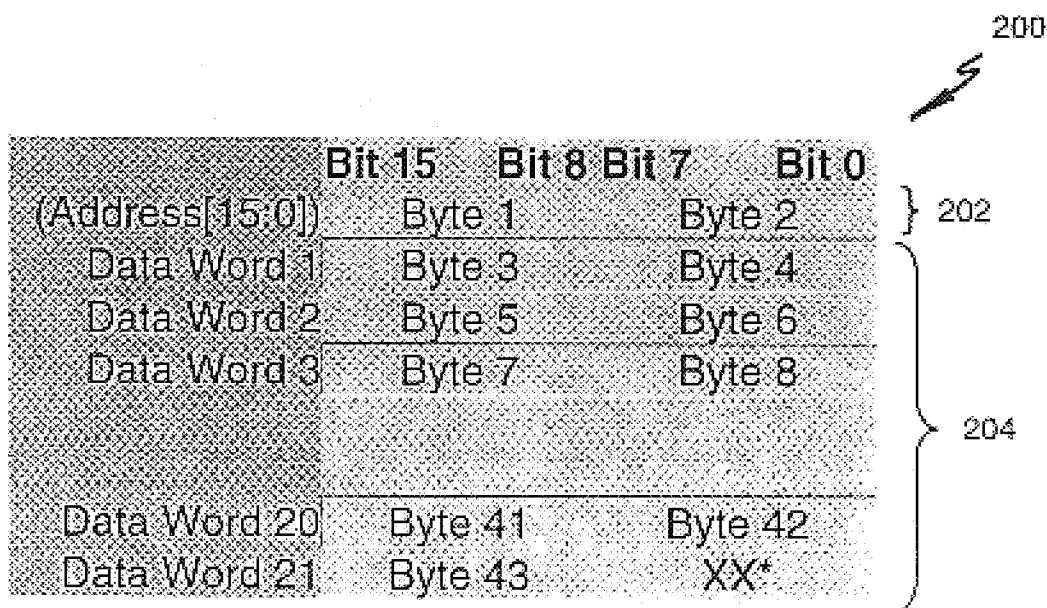 200
Bit 15 Bit 8 Bit 7 Bit 0
(Address[15:0]) Byte 1 Byte 2 202
Data Word 1 Byte 3 Byte 4
Data Word 2 Byte 5 Byte 6
Data Word 3 Byte 7 Byte 8
204
Data Word 20 Byte 41 Byte 42
Data Word 21 Byte 43 XX*